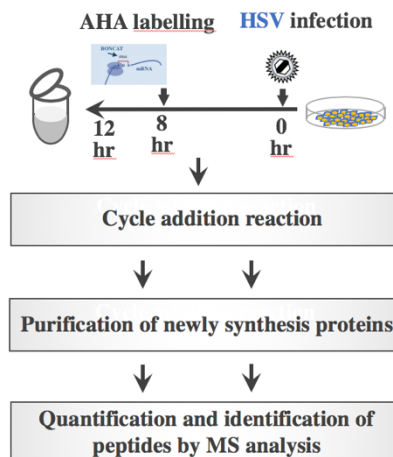 AHA labelling HSV infection
BONCAT
mRNA
12 hr
8 hr
0 hr
Cycle addition reaction
Purification of newly synthesis proteins
Quantification and identification of
peptides by MS analysis